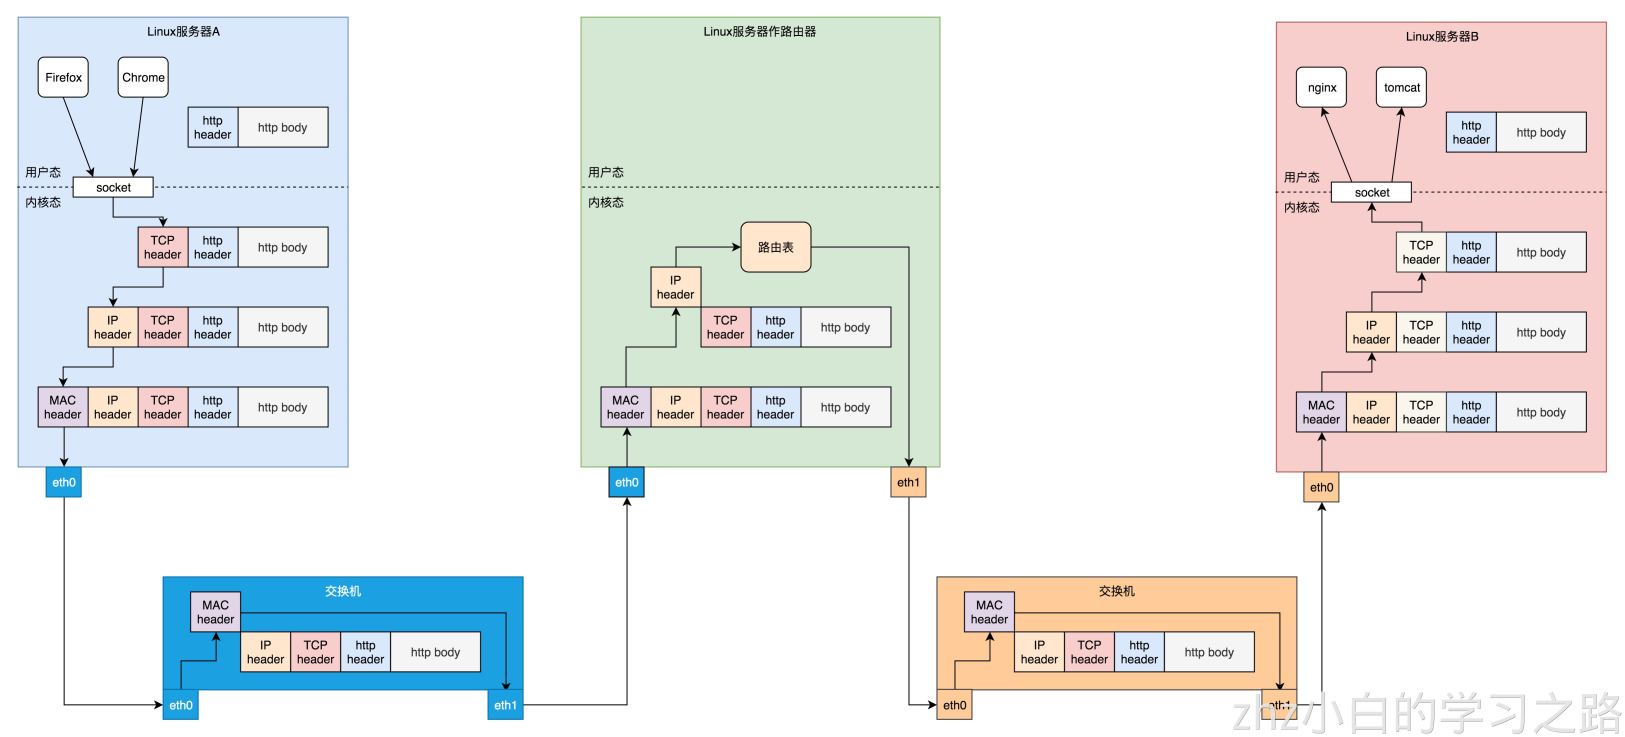 Linux服务器A
Firefox
Chrome
http
header
http body
用户态
socket
内核态
TCP
header
http
header
http body
IP
header
TCP
header
http
header
http body
MAC
header
IP
header
TCP
header
http
header
http body
eth0
交换机
MAC
header
IP
header
TCP
header
http
header
http body
eth0
eth1
Linux服务器作路由器
用户态
内核态
路由表
IP
header
TCP
header
http
header
http body
MAC
header
IP
header
TCP
header
http
header
http body
eth0
eth1
交换机
MAC
header
IP
header
TCP
header
http
header
http body
eth0
eth1
Linux服务器B
nginx
tomcat
http
header
http body
用户态
socket
内核态
TCP
header
http
header
http body
IP
header
TCP
header
http
header
http body
MAC
header
IP
header
TCP
header
http
header
http body
eth0
zhz小白的学习之路